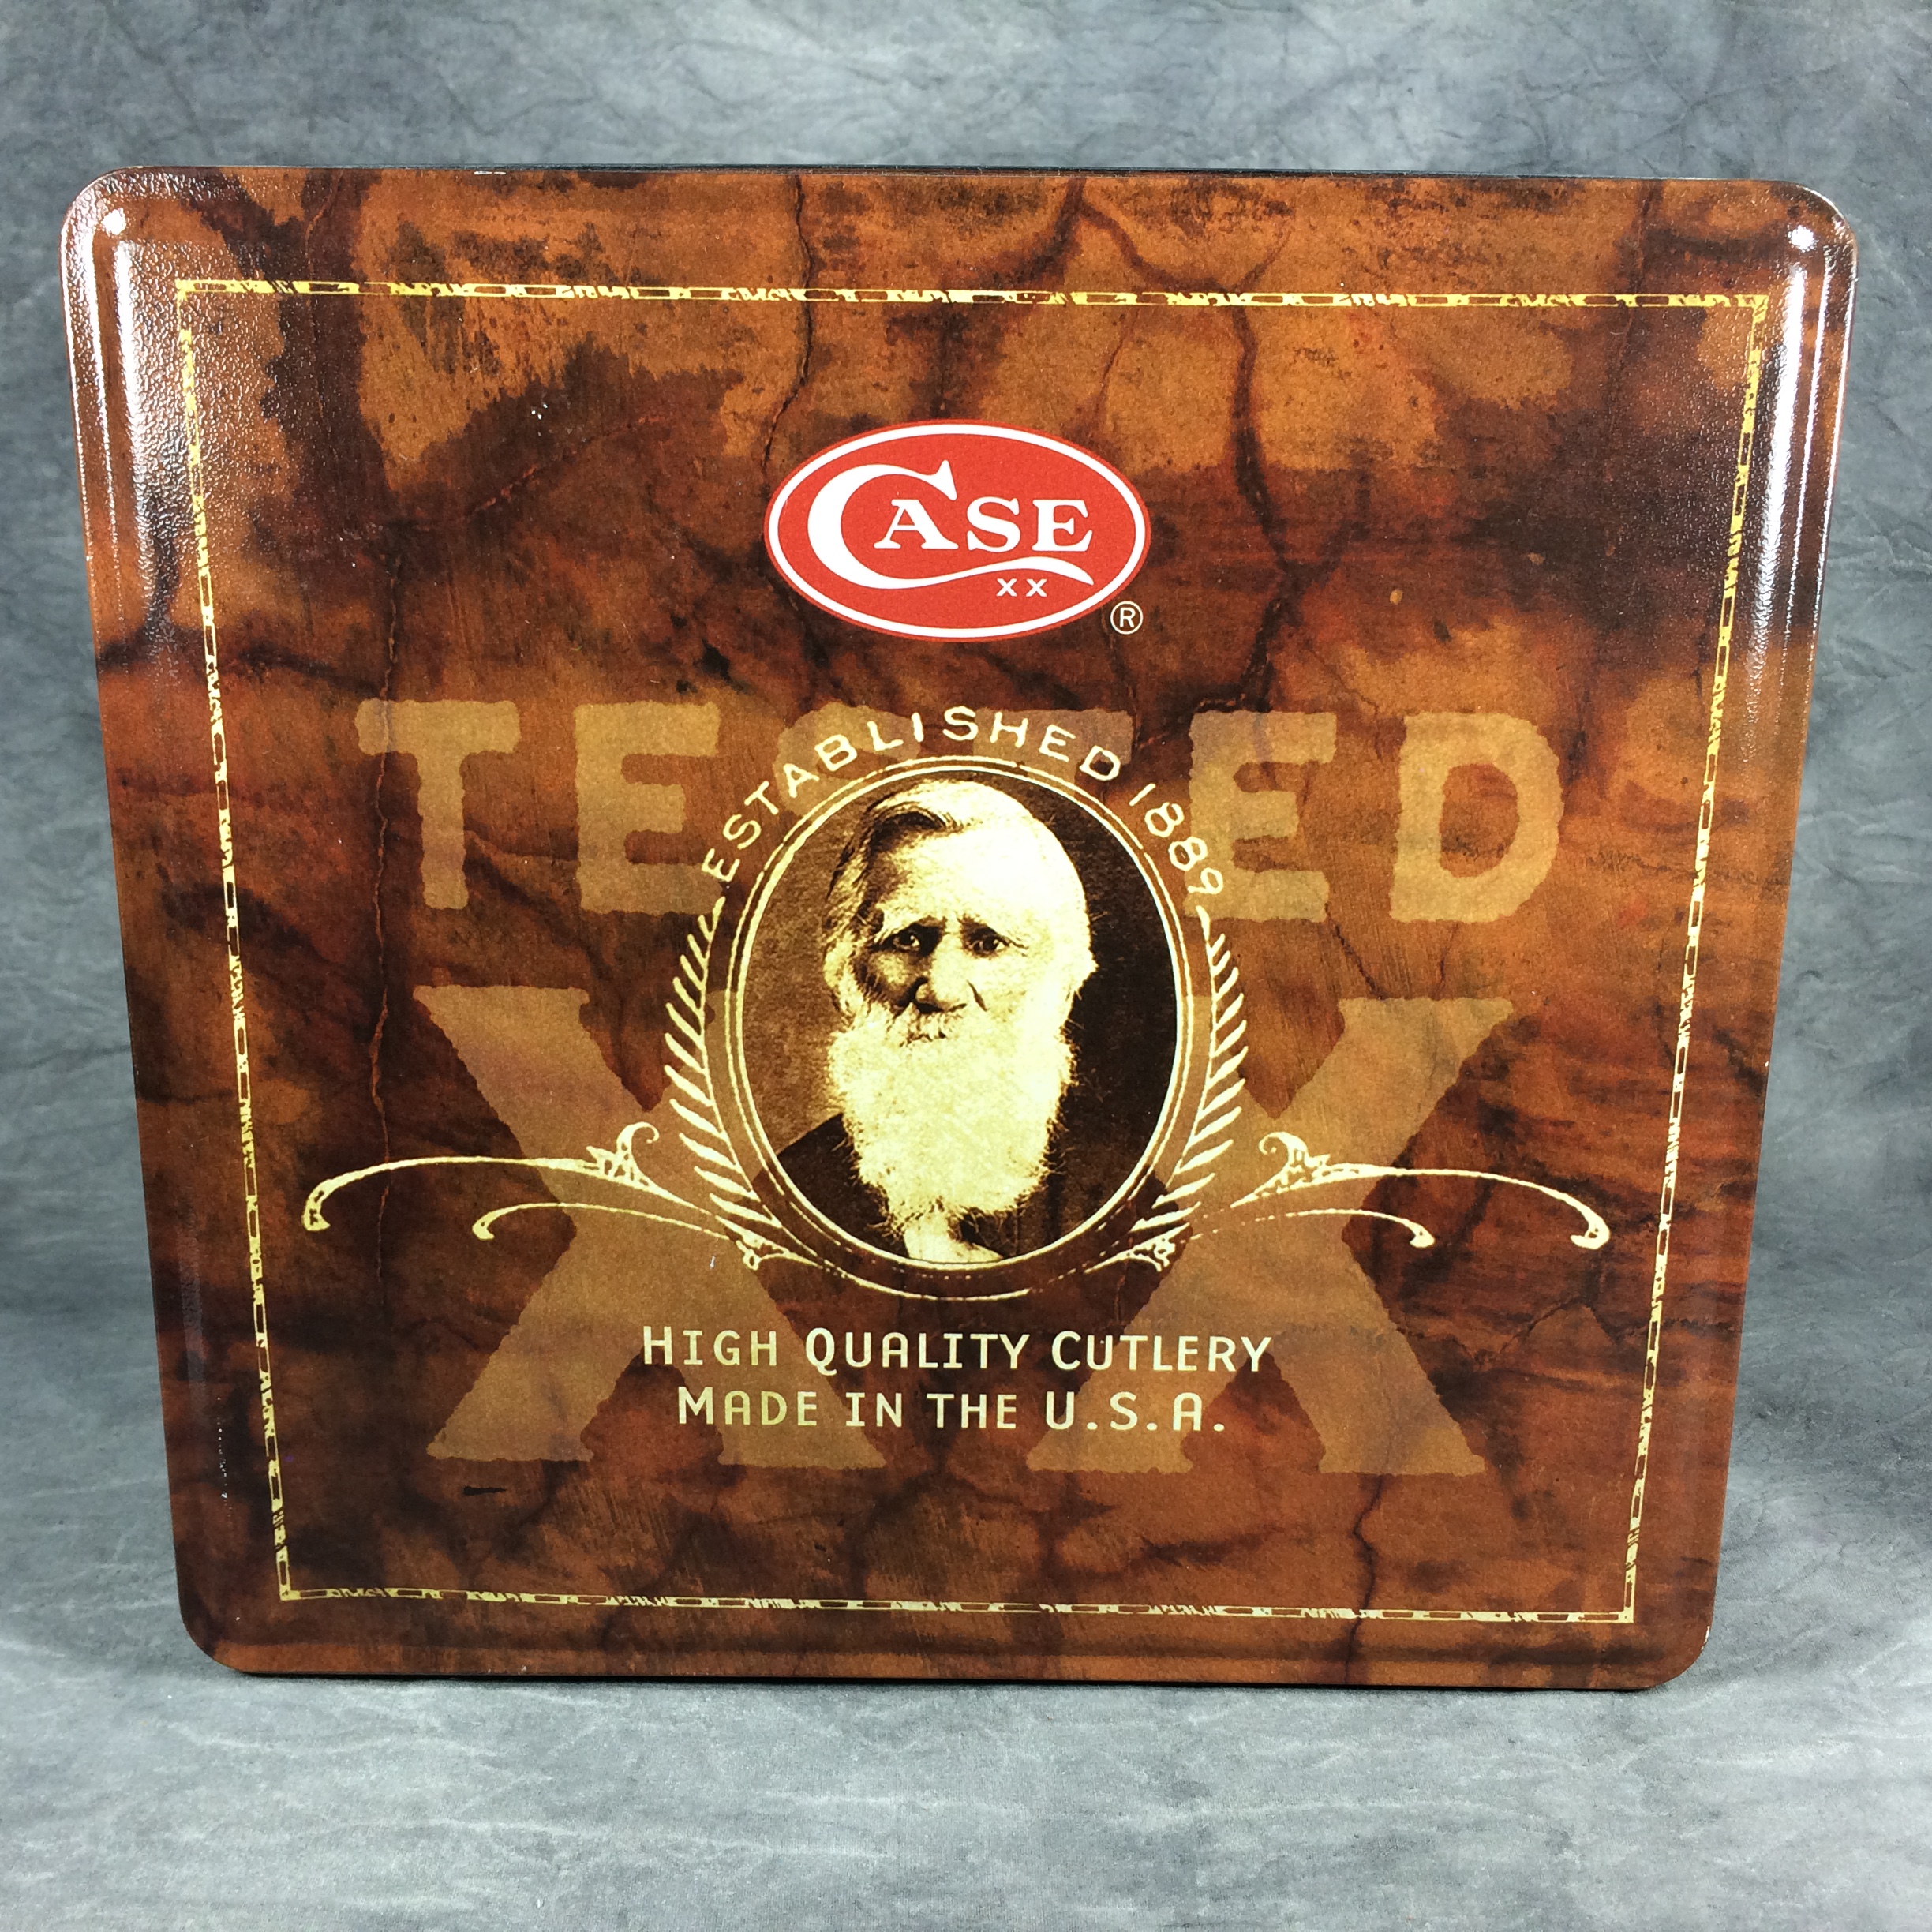 CASE
XX
®
TESTED
ESTABLISHED 1889
XX
HIGH QUALITY CUTLERY
MADE IN THE U.S.A.